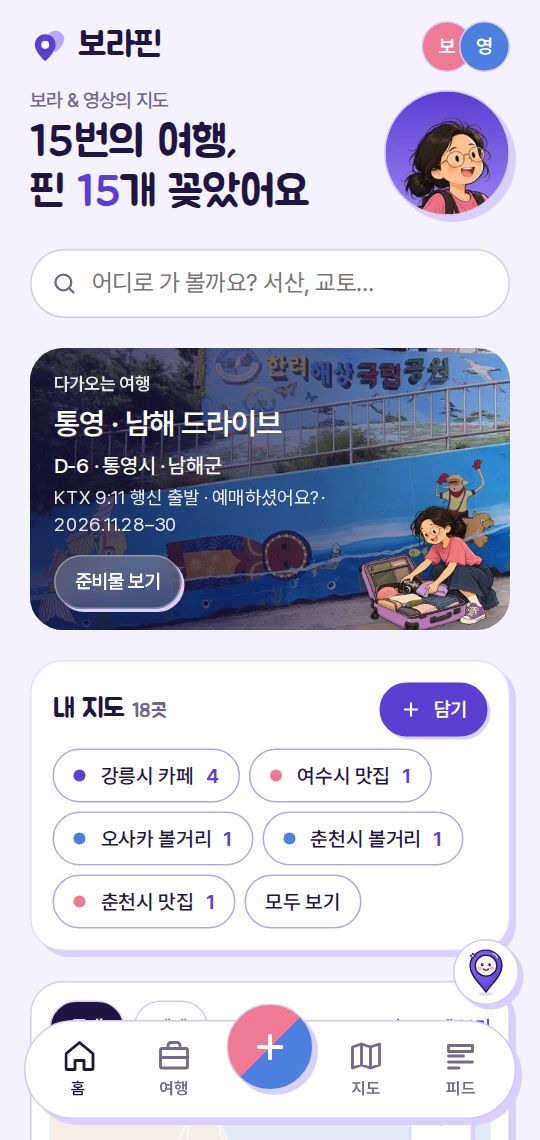 보라핀
보 영
보라 & 영상의 지도
15번의 여행,
핀 15개 꽂았어요
어디로 가 볼까요? 서산, 교토…
한려해상국립공원
다가오는 여행
통영 · 남해 드라이브
D-6 · 통영시 · 남해군
KTX 9:11 행신 출발 · 예매하셨어요? ·
2026.11.28–30
준비물 보기
내 지도 18곳
+ 담기
강릉시 카페 4
여수시 맛집 1
오사카 볼거리 1
춘천시 볼거리 1
춘천시 맛집 1
모두 보기
홈
여행
지도
피드